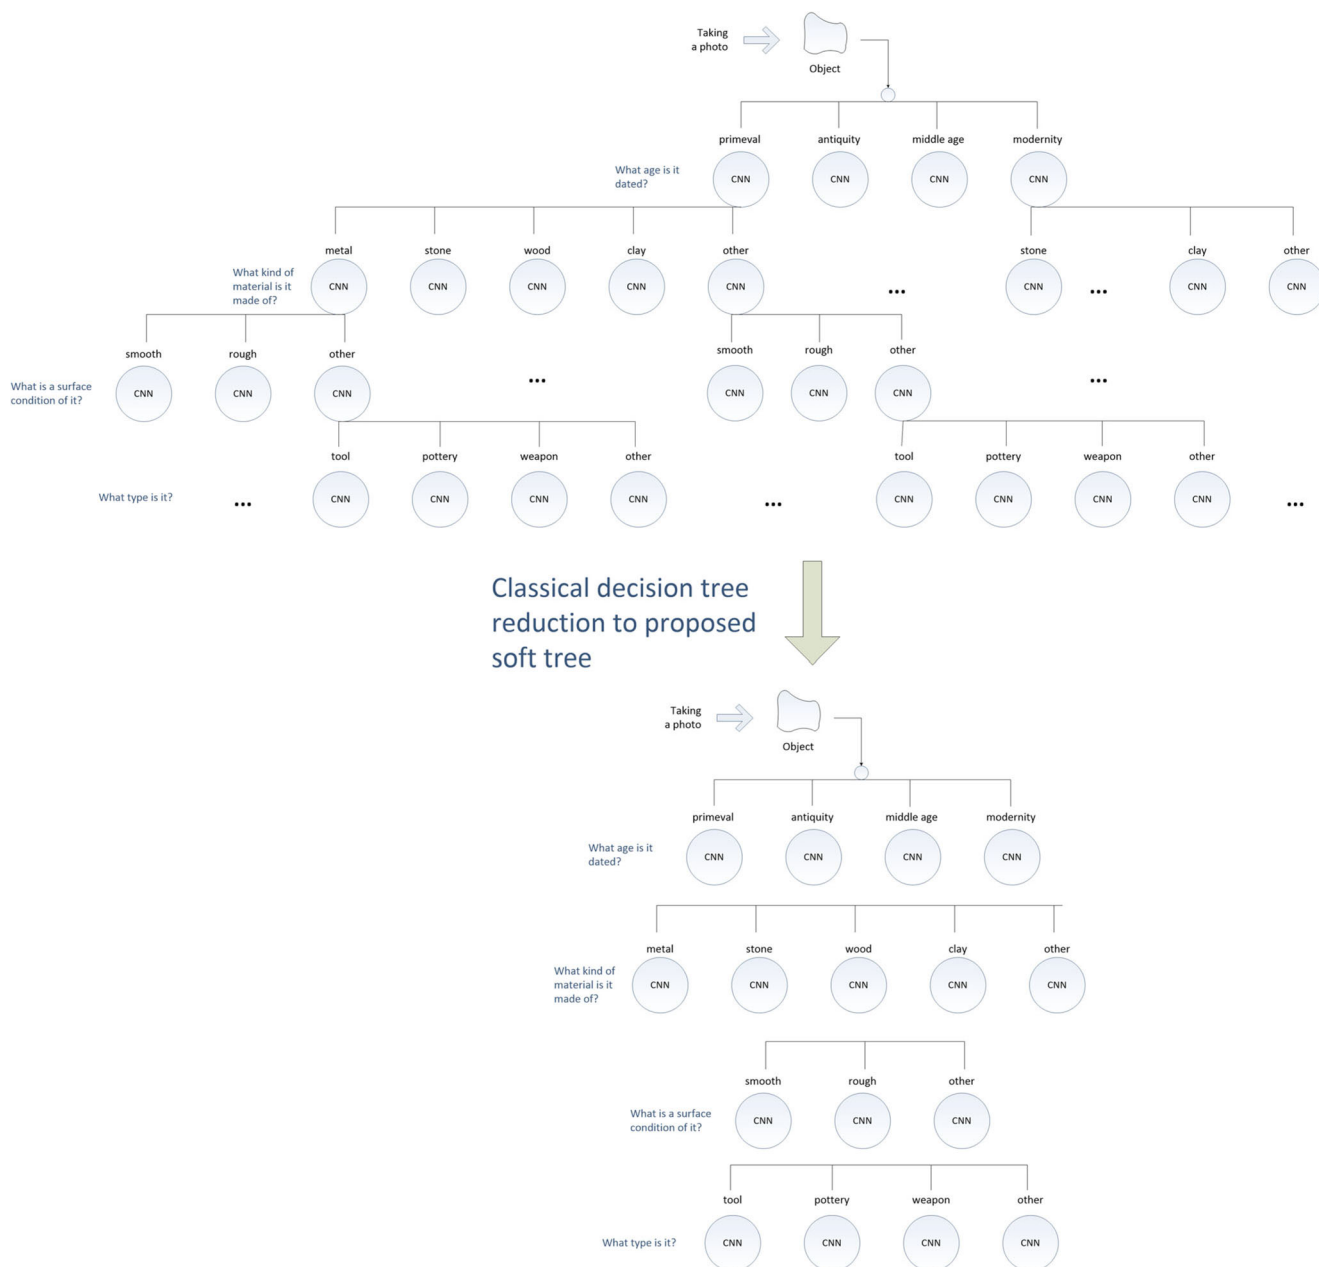 Taking
a photo
Object
primeval antiquity middle age modernity
What age is it
dated?
CNN CNN CNN CNN
metal stone wood clay other stone clay other
What kind of
material is it
made of?
CNN CNN CNN CNN CNN ... CNN ... CNN CNN
smooth rough other smooth rough other
What is a surface
condition of it?
CNN CNN CNN ... CNN CNN CNN ...
tool pottery weapon other tool pottery weapon other
What type is it? ... CNN CNN CNN CNN ... CNN CNN CNN CNN ...
Classical decision tree
reduction to proposed
soft tree
Taking
a photo
Object
primeval antiquity middle age modernity
What age is it
dated?
CNN CNN CNN CNN
metal stone wood clay other
What kind of
material is it
made of?
CNN CNN CNN CNN CNN
smooth rough other
What is a surface
condition of it?
CNN CNN CNN
tool pottery weapon other
What type is it? CNN CNN CNN CNN